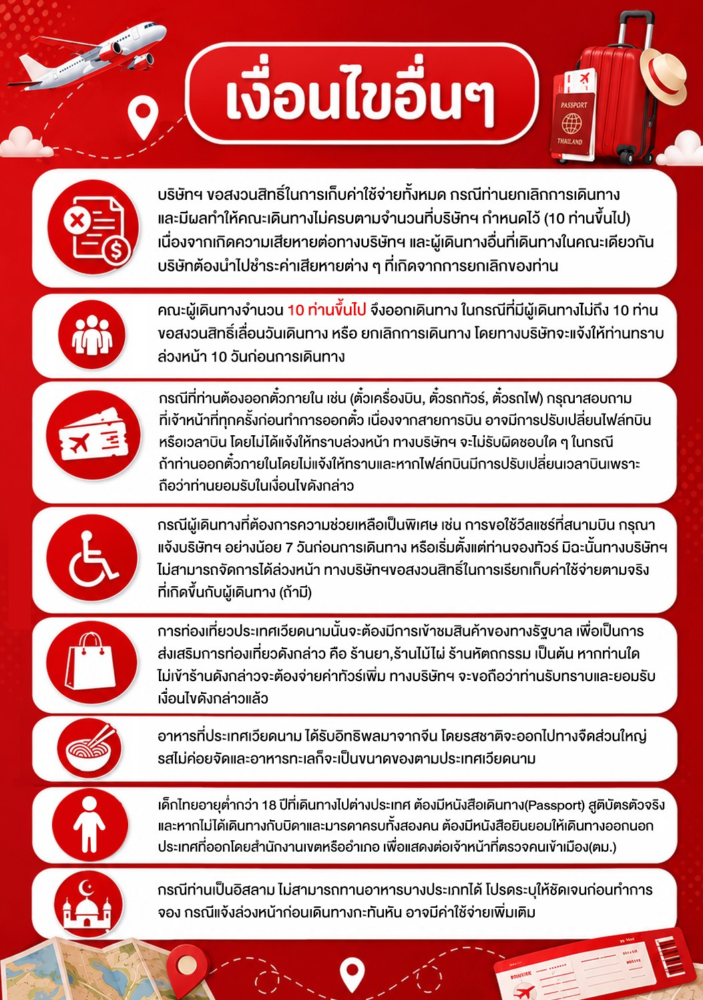 เงื่อนไขอื่นๆ
PASSPORT
THAILAND
บริษัทฯ ขอสงวนสิทธิ์ในการเก็บค่าใช้จ่ายทั้งหมด กรณีท่านยกเลิกการเดินทาง
และมีผลทำให้คณะเดินทางไม่ครบตามจำนวนที่บริษัทฯ กำหนดไว้ (10 ท่านขึ้นไป)
เนื่องจากเกิดความเสียหายต่อทางบริษัทฯ และผู้เดินทางอื่นที่เดินทางในคณะเดียวกัน
บริษัทต้องนำไปชำระค่าเสียหายต่าง ๆ ที่เกิดจากการยกเลิกของท่าน
คณะผู้เดินทางจำนวน 10 ท่านขึ้นไป จึงออกเดินทาง ในกรณีที่มีผู้เดินทางไม่ถึง 10 ท่าน
ขอสงวนสิทธิ์เลื่อนวันเดินทาง หรือ ยกเลิกการเดินทาง โดยทางบริษัทจะแจ้งให้ท่านทราบ
ล่วงหน้า 10 วันก่อนการเดินทาง
กรณีที่ท่านต้องออกตั๋วภายใน เช่น (ตั๋วเครื่องบิน, ตั๋วรถทัวร์, ตั๋วรถไฟ) กรุณาสอบถาม
ที่เจ้าหน้าที่ทุกครั้งก่อนทำการออกตั๋ว เนื่องจากสายการบิน อาจมีการปรับเปลี่ยนไฟล์ทบิน
หรือเวลาบิน โดยไม่ได้แจ้งให้ทราบล่วงหน้า ทางบริษัทฯ จะไม่รับผิดชอบใด ๆ ในกรณี
ถ้าท่านออกตั๋วภายในโดยไม่แจ้งให้ทราบและหากไฟล์ทบินมีการปรับเปลี่ยนเวลาบินเพราะ
ถือว่าท่านยอมรับในเงื่อนไขดังกล่าว
กรณีผู้เดินทางที่ต้องการความช่วยเหลือเป็นพิเศษ เช่น การขอใช้วีลแชร์ที่สนามบิน กรุณา
แจ้งบริษัทฯ อย่างน้อย 7 วันก่อนการเดินทาง หรือเริ่มตั้งแต่ท่านจองทัวร์ มิฉะนั้นทางบริษัทฯ
ไม่สามารถจัดการได้ล่วงหน้า ทางบริษัทฯขอสงวนสิทธิ์ในการเรียกเก็บค่าใช้จ่ายตามจริง
ที่เกิดขึ้นกับผู้เดินทาง (ถ้ามี)
การท่องเที่ยวประเทศเวียดนามนั้นจะต้องมีการเข้าชมสินค้าของทางรัฐบาล เพื่อเป็นการ
ส่งเสริมการท่องเที่ยวดังกล่าว คือ ร้านยา,ร้านไม้ไผ่ ร้านหัตถกรรม เป็นต้น หากท่านใด
ไม่เข้าร้านดังกล่าวจะต้องจ่ายค่าทัวร์เพิ่ม ทางบริษัทฯ จะขอถือว่าท่านรับทราบและยอมรับ
เงื่อนไขดังกล่าวแล้ว
อาหารที่ประเทศเวียดนาม ได้รับอิทธิพลมาจากจีน โดยรสชาติจะออกไปทางจืดส่วนใหญ่
รสไม่ค่อยจัดและอาหารทะเลก็จะเป็นขนาดของตามประเทศเวียดนาม
เด็กไทยอายุต่ำกว่า 18 ปีที่เดินทางไปต่างประเทศ ต้องมีหนังสือเดินทาง(Passport) สูติบัตรตัวจริง
และหากไม่ได้เดินทางกับบิดาและมารดาครบทั้งสองคน ต้องมีหนังสือยินยอมให้เดินทางออกนอก
ประเทศที่ออกโดยสำนักงานเขตหรืออำเภอ เพื่อแสดงต่อเจ้าหน้าที่ตรวจคนเข้าเมือง(ตม.)
กรณีท่านเป็นอิสลาม ไม่สามารถทานอาหารบางประเภทได้ โปรดระบุให้ชัดเจนก่อนทำการ
จอง กรณีแจ้งล่วงหน้าก่อนเดินทางกะทันหัน อาจมีค่าใช้จ่ายเพิ่มเติม